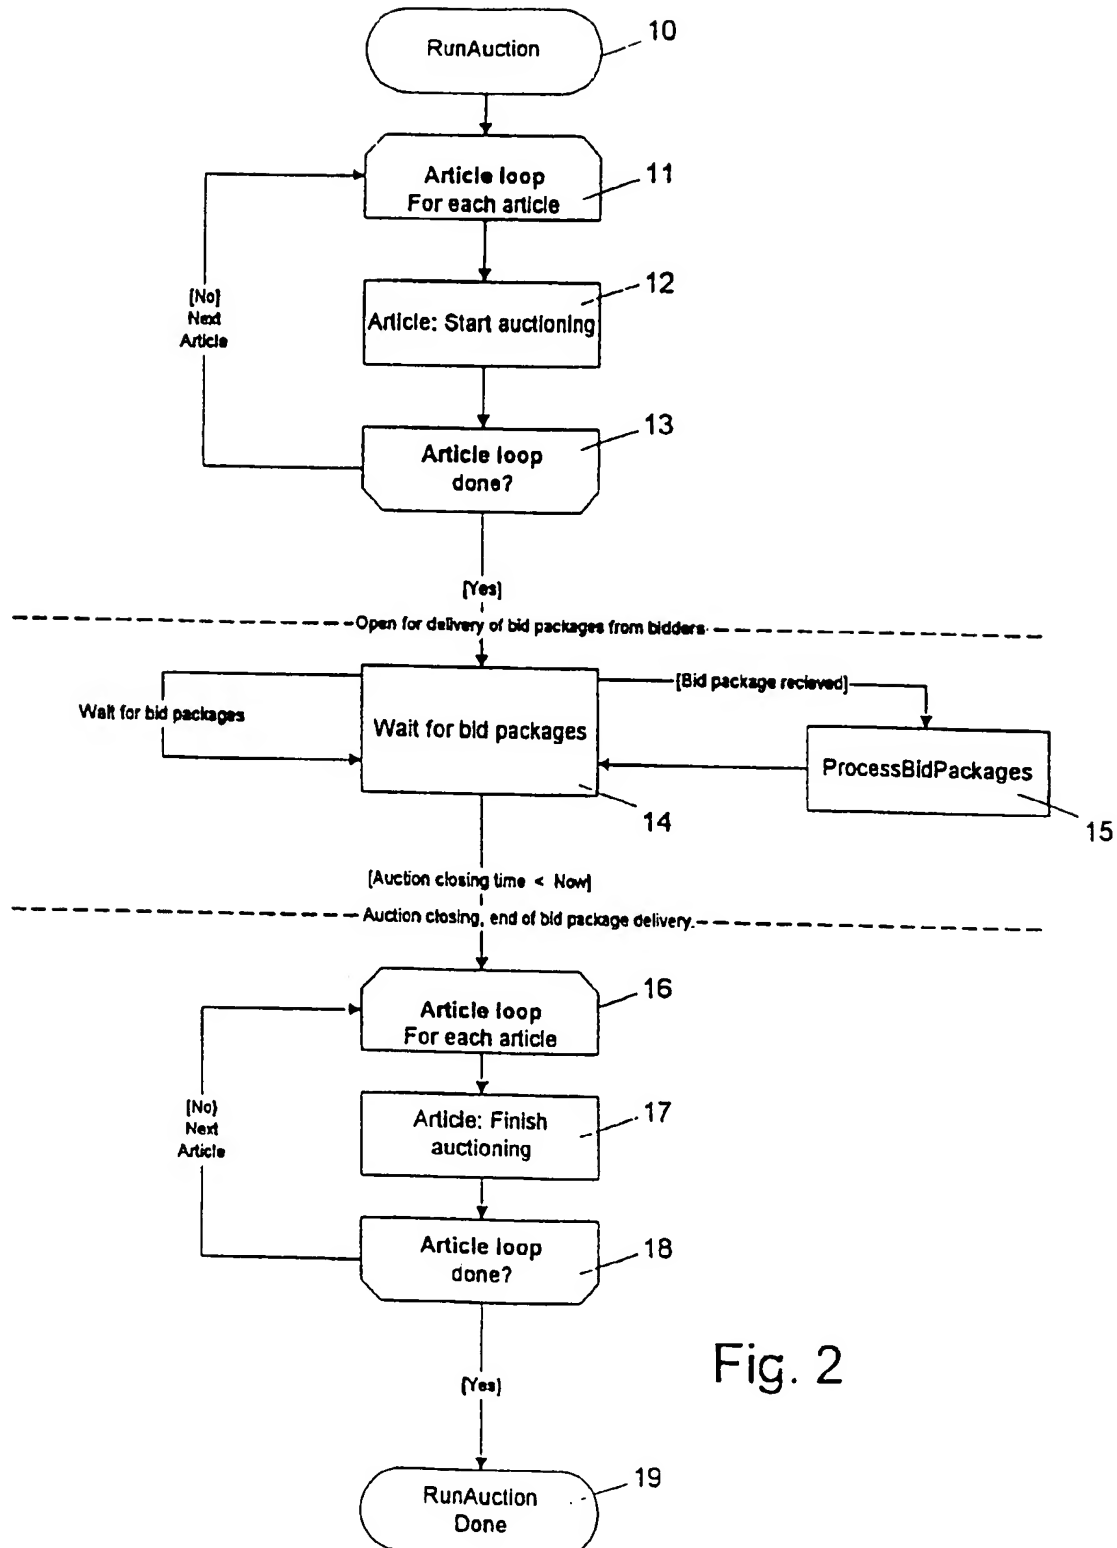 RunAuction
10
Article loop
For each article
11
12
Article: Start auctioning
[No]
Next
Article
13
Article loop
done?
[Yes]
Open for delivery of bid packages from bidders
[Bid package recieved]
Wait for bid packages
Wait for bid packages
ProcessBidPackages
14
15
[Auction closing time < Now]
Auction closing, end of bid package delivery.
16
Article loop
For each article
17
Article: Finish
auctioning
[No]
Next
Article
18
Article loop
done?
Fig. 2
[Yes]
19
RunAuction
Done